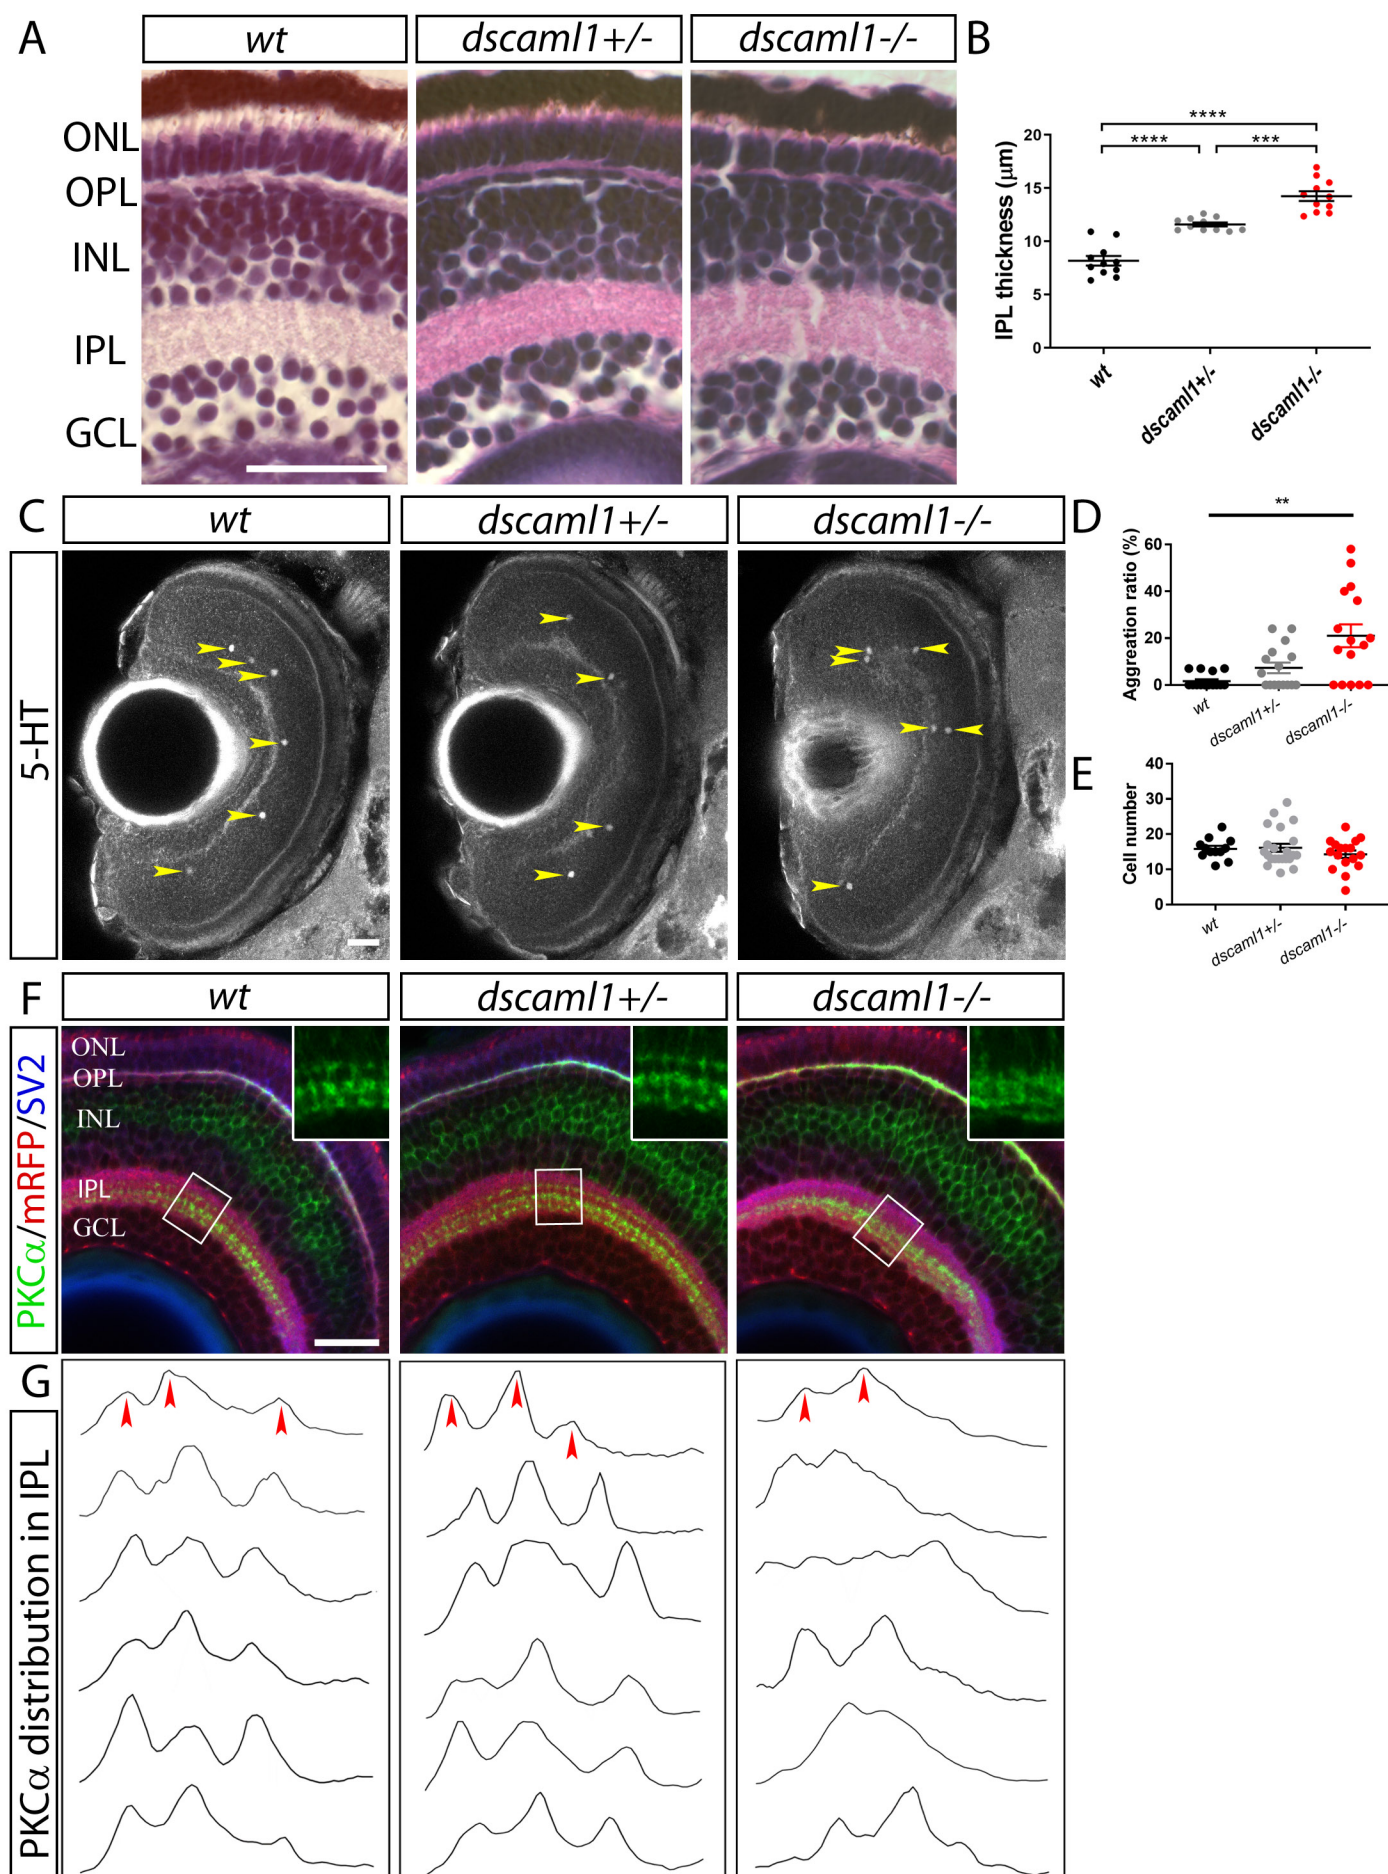 A
wt
dscaml1+/-
dscaml1-/-
ONL
OPL
INL
IPL
GCL
B
****
****
***
IPL thickness (μm)
20
15
10
5
0
wt
dscaml1+/-
dscaml1-/-
C
wt
dscaml1+/-
dscaml1-/-
5-HT
D
**
Aggreation ratio (%)
60
40
20
0
wt
dscaml1+/-
dscaml1-/-
E
Cell number
40
30
20
10
0
wt
dscaml1+/-
dscaml1-/-
F
wt
dscaml1+/-
dscaml1-/-
PKCα/mRFP/SV2
ONL
OPL
INL
IPL
GCL
G
PKCα distribution in IPL